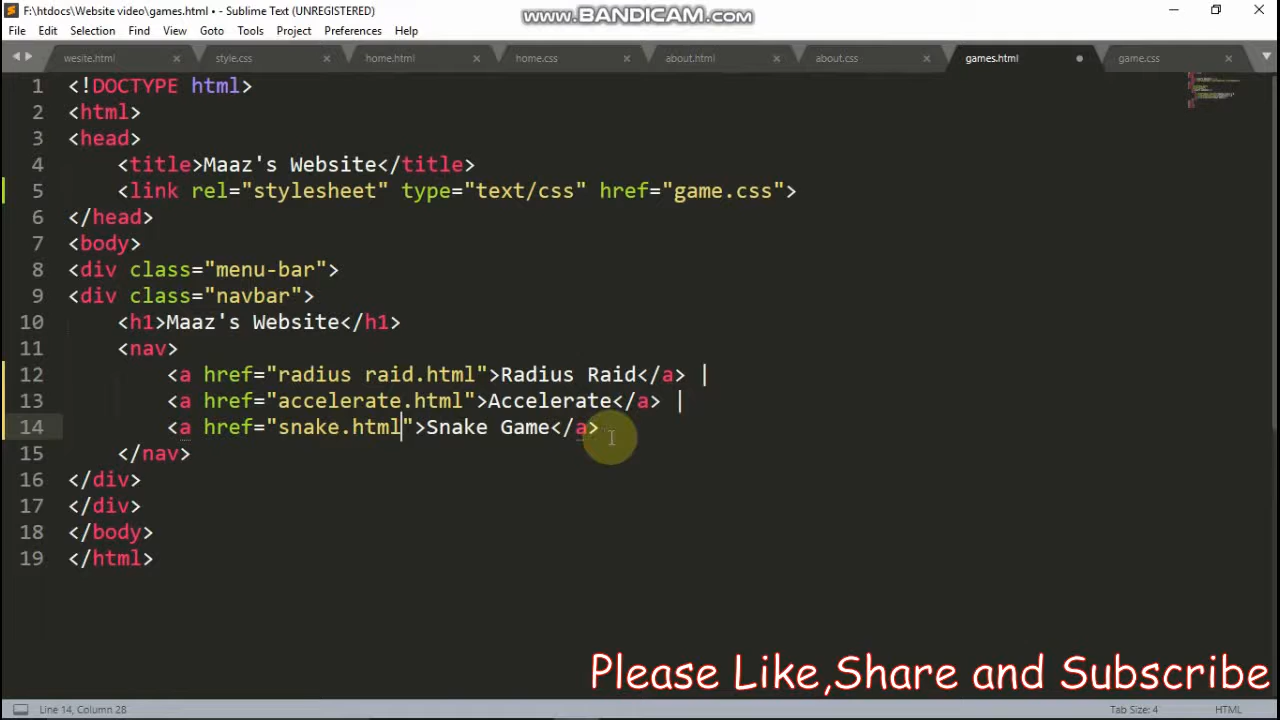 F:\htdocs\Website video\games.html • - Sublime Text (UNREGISTERED)
www.BANDICAM.com
File Edit Selection Find View Goto Tools Project Preferences Help
wesite.html style.css home.html home.css about.html about.css games.html game.css
1 <!DOCTYPE html>
2 <html>
3 <head>
4 <title>Maaz's Website</title>
5 <link rel="stylesheet" type="text/css" href="game.css">
6 </head>
7 <body>
8 <div class="menu-bar">
9 <div class="navbar">
10 <h1>Maaz's Website</h1>
11 <nav>
12 <a href="radius raid.html">Radius Raid</a> |
13 <a href="accelerate.html">Accelerate</a> |
14 <a href="snake.html">Snake Game</a>
15 </nav>
16 </div>
17 </div>
18 </body>
19 </html>
Please Like,Share and Subscribe
Line 14, Column 28 Tab Size: 4 HTML